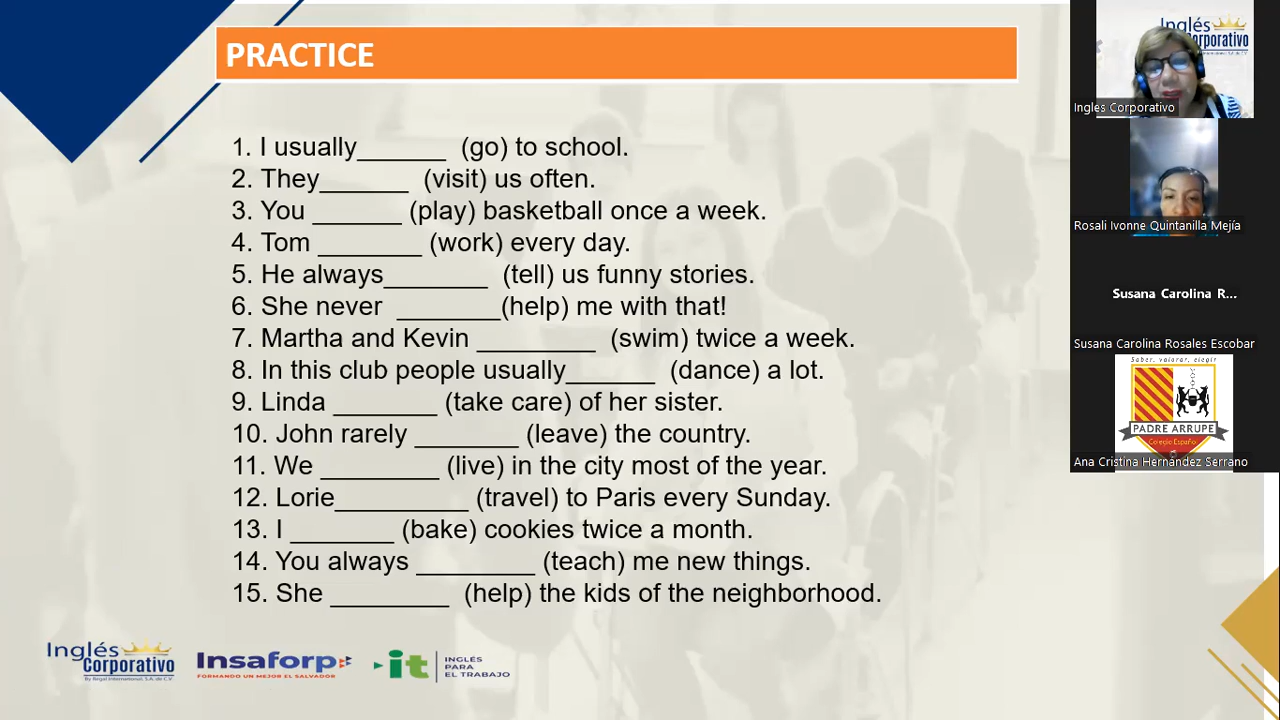 PRACTICE
1. I usually______ (go) to school.
2. They______ (visit) us often.
3. You ______ (play) basketball once a week.
4. Tom _______ (work) every day.
5. He always_______ (tell) us funny stories.
6. She never _______(help) me with that!
7. Martha and Kevin ________ (swim) twice a week.
8. In this club people usually______ (dance) a lot.
9. Linda _______ (take care) of her sister.
10. John rarely _______ (leave) the country.
11. We ________ (live) in the city most of the year.
12. Lorie_________ (travel) to Paris every Sunday.
13. I _______ (bake) cookies twice a month.
14. You always ________ (teach) me new things.
15. She ________ (help) the kids of the neighborhood.
Inglés
Corporativo
By Regal International, S.A. de C.V.
Insaforp
FORMANDO UN MEJOR EL SALVADOR
it
INGLÉS
PARA
EL TRABAJO
Inglés
Corporativo
Ingles Corporativo
Rosali Ivonne Quintanilla Mejía
Susana Carolina R...
Susana Carolina Rosales Escobar
Saber, valorar, elegir
PADRE ARRUPE
Colegio Español
Ana Cristina Hernández Serrano